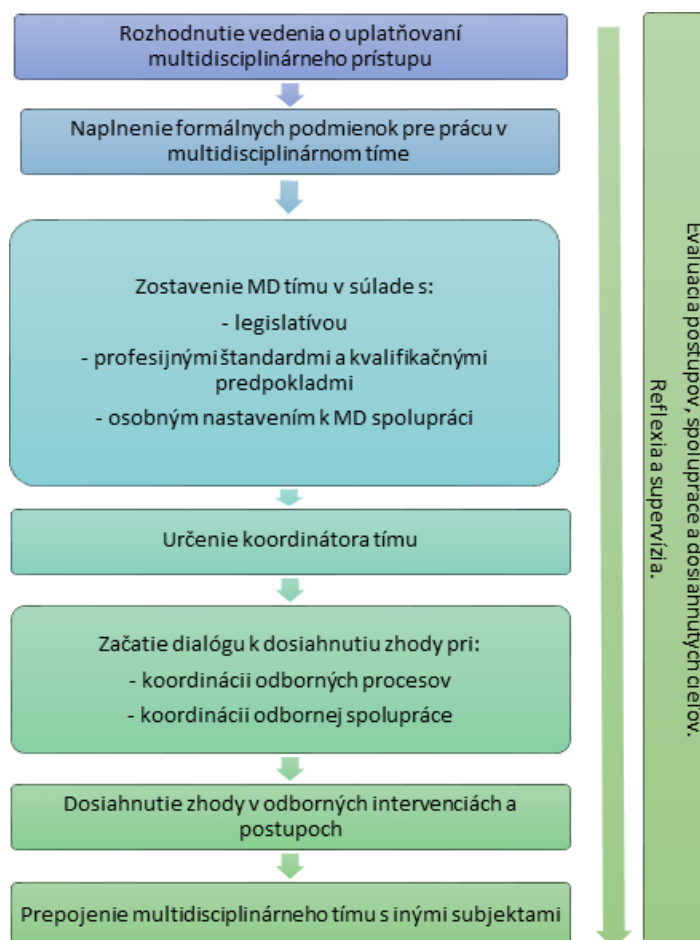 Rozhodnutie vedenia o uplatňovaní
multidisciplinárneho prístupu
Naplnenie formálnych podmienok pre prácu v
multidisciplinárnom tíme
Zostavenie MD tímu v súlade s:
- legislatívou
- profesijnými štandardmi a kvalifikačnými
predpokladmi
- osobným nastavením k MD spolupráci
Určenie koordinátora tímu
Začatie dialógu k dosiahnutiu zhody pri:
- koordinácii odborných procesov
- koordinácii odbornej spolupráce
Dosiahnutie zhody v odborných intervenciách a
postupoch
Prepojenie multidisciplinárneho tímu s inými subjektami
Evaluácia postupov, spolupráce a dosiahnutých cieľov.
Reflexia a supervízia.